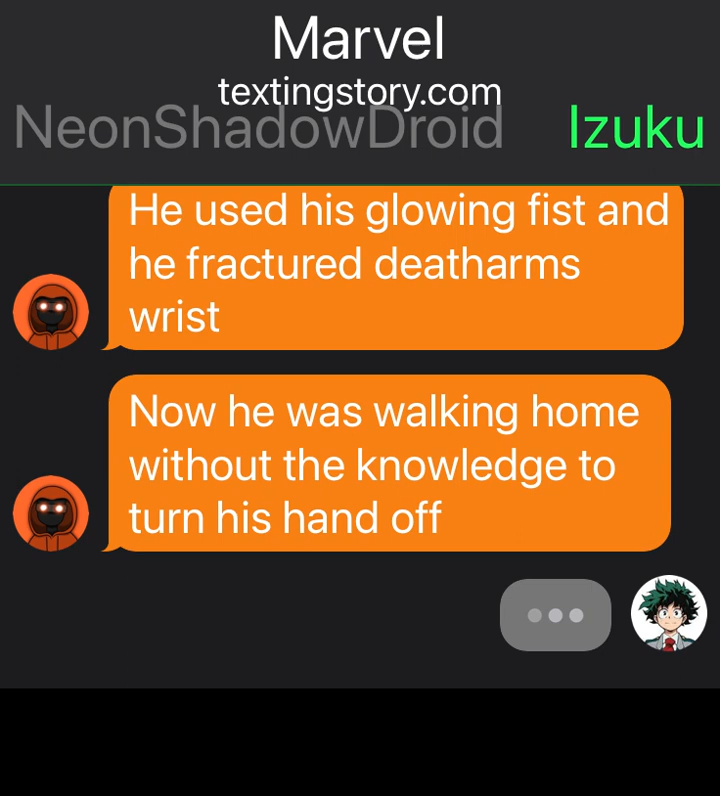 Marvel
textingstory.com
NeonShadowDroid Izuku
He used his glowing fist and
he fractured deatharms
wrist
Now he was walking home
without the knowledge to
turn his hand off